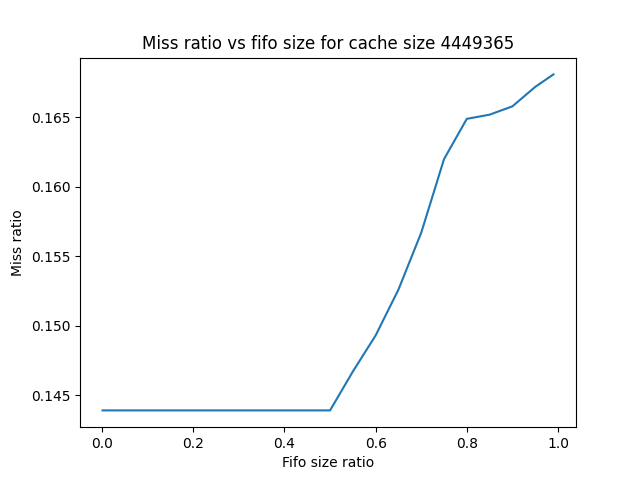 Miss ratio vs fifo size for cache size 4449365
0.165
0.160
0.155
0.150
0.145
Miss ratio
0.0 0.2 0.4 0.6 0.8 1.0
Fifo size ratio